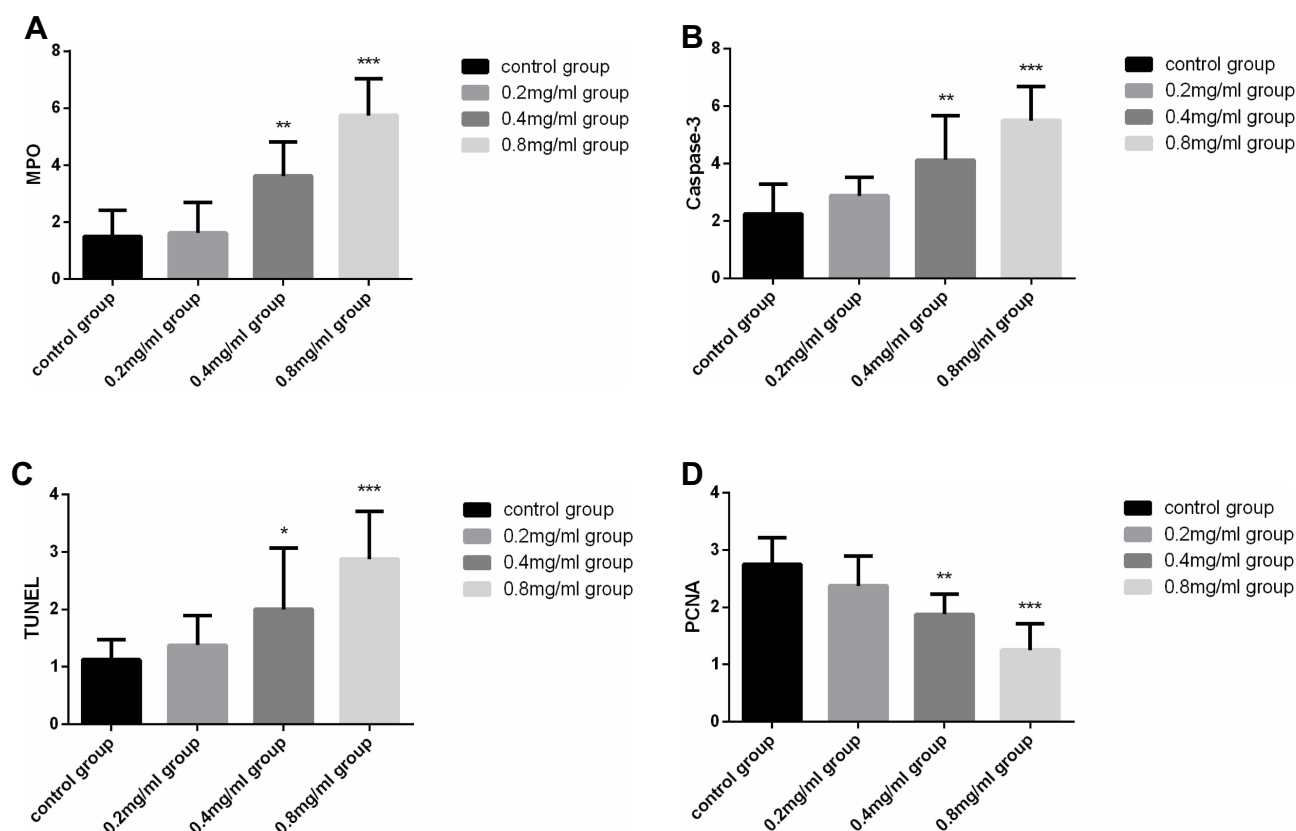 A
MPO
8
6
4
2
0
**
***
control group
0.2mg/ml group
0.4mg/ml group
0.8mg/ml group
control group
0.2mg/ml group
0.4mg/ml group
0.8mg/ml group
B
Caspase-3
8
6
4
2
0
**
***
control group
0.2mg/ml group
0.4mg/ml group
0.8mg/ml group
control group
0.2mg/ml group
0.4mg/ml group
0.8mg/ml group
C
TUNEL
4
3
2
1
0
*
***
control group
0.2mg/ml group
0.4mg/ml group
0.8mg/ml group
control group
0.2mg/ml group
0.4mg/ml group
0.8mg/ml group
D
PCNA
4
3
2
1
0
**
***
control group
0.2mg/ml group
0.4mg/ml group
0.8mg/ml group
control group
0.2mg/ml group
0.4mg/ml group
0.8mg/ml group